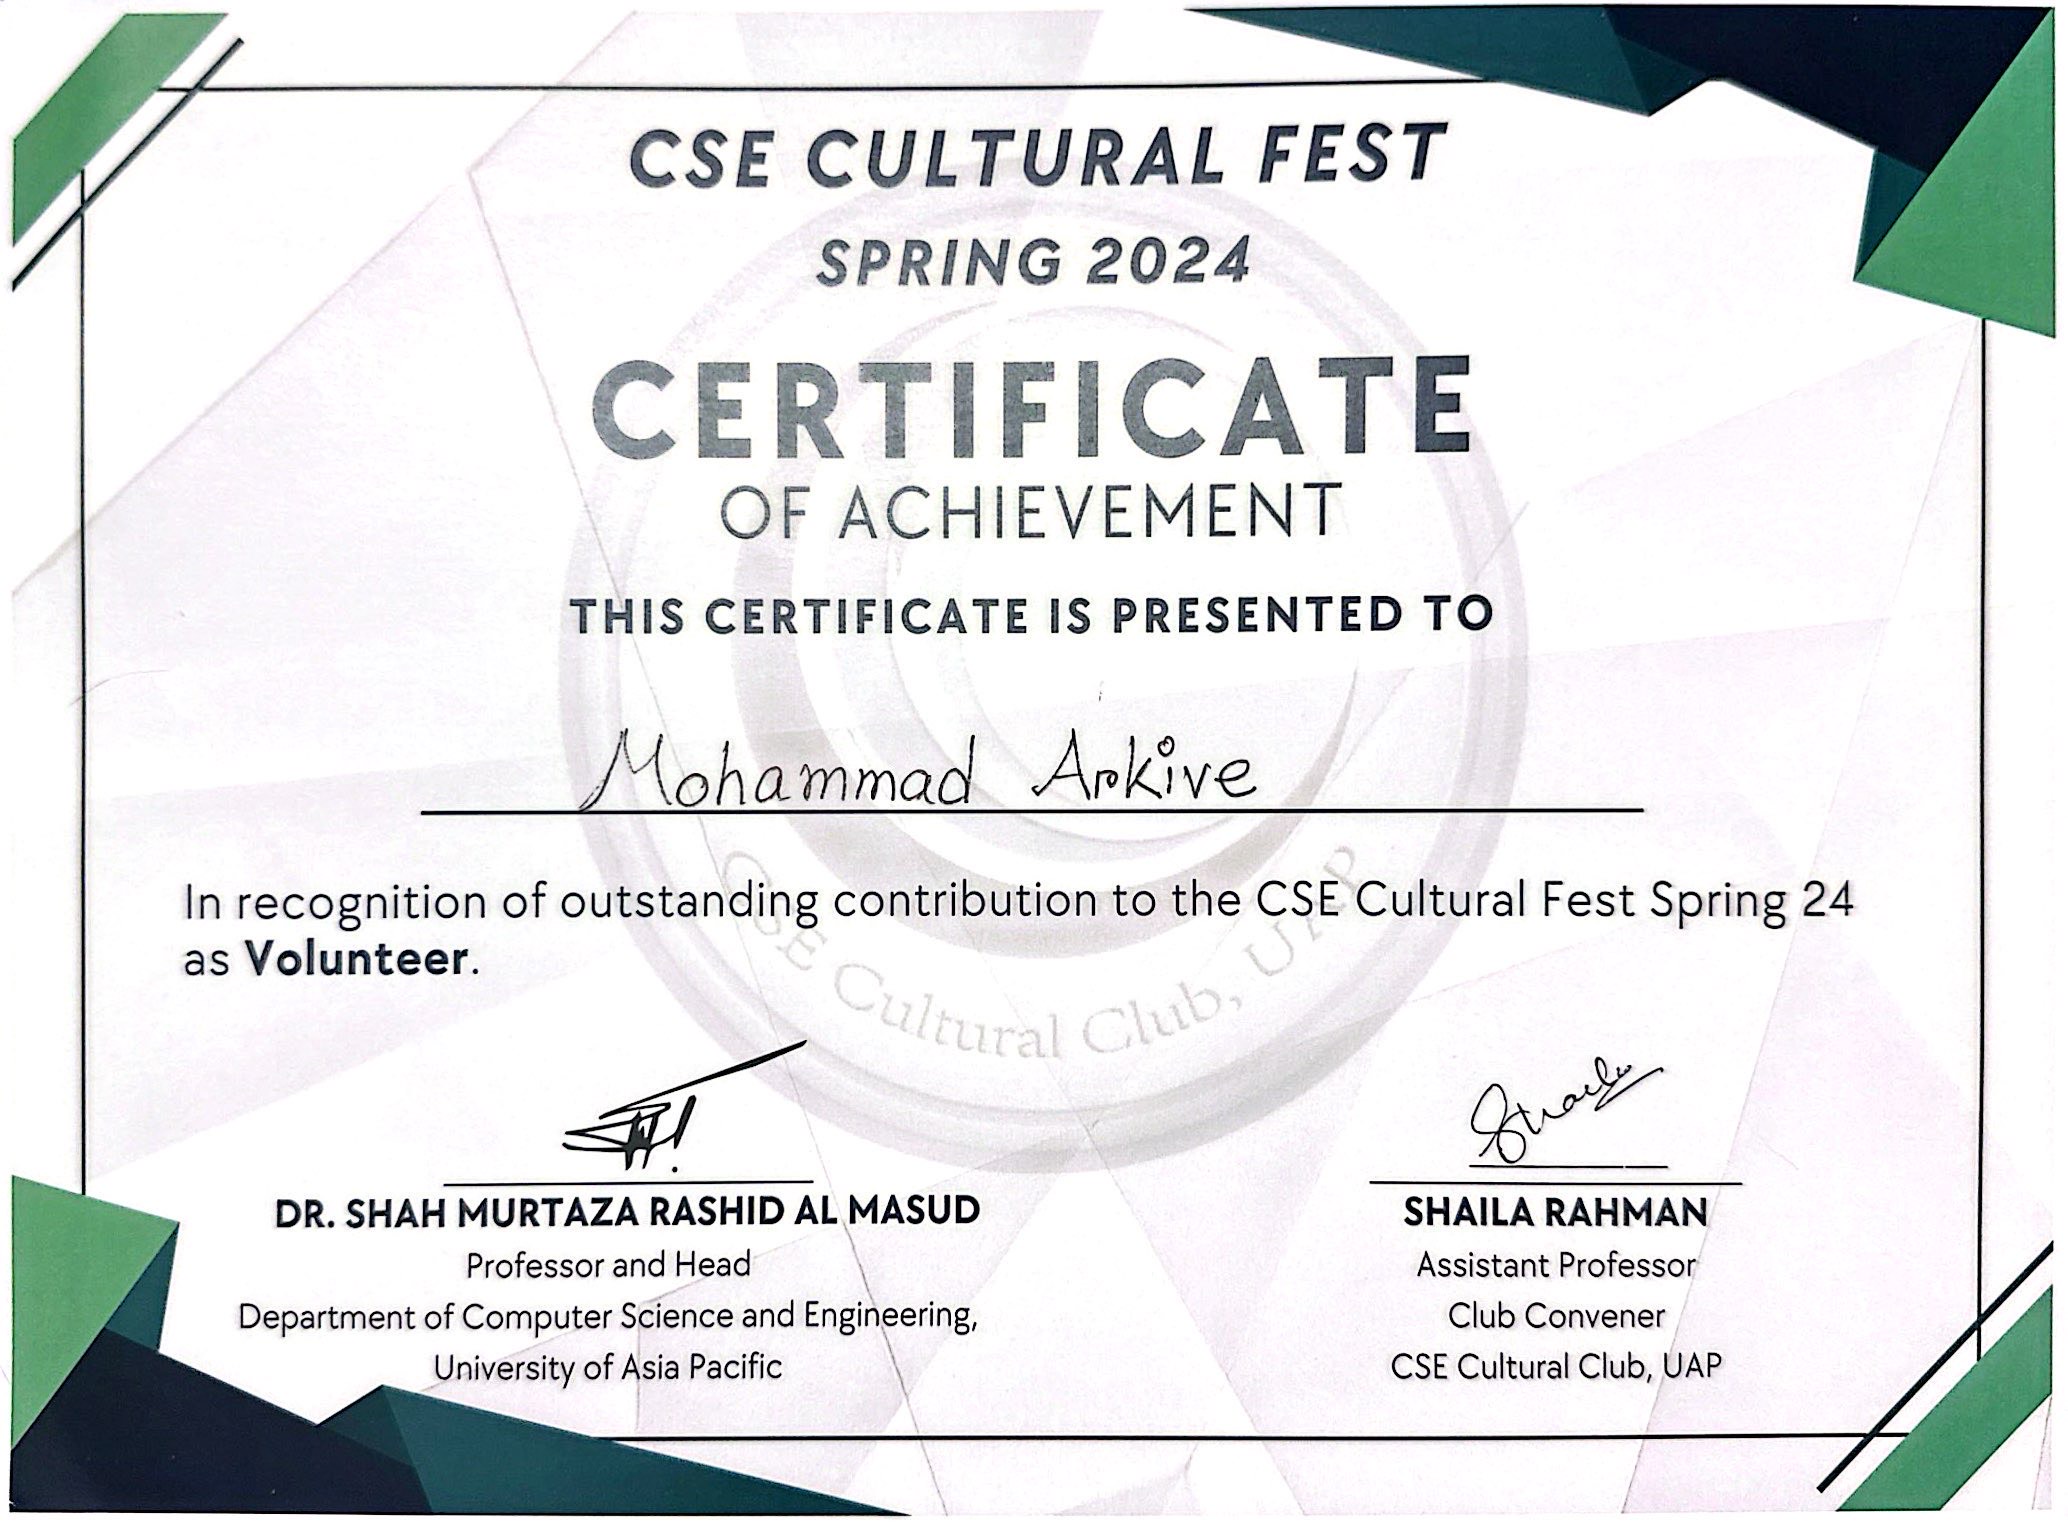 CSE CULTURAL FEST
SPRING 2024
CERTIFICATE
OF ACHIEVEMENT
THIS CERTIFICATE IS PRESENTED TO
Mohammad Arkive
In recognition of outstanding contribution to the CSE Cultural Fest Spring 24
as Volunteer.
CSE Cultural Club, UAP
Shaila
DR. SHAH MURTAZA RASHID AL MASUD
Professor and Head
Department of Computer Science and Engineering,
University of Asia Pacific
SHAILA RAHMAN
Assistant Professor
Club Convener
CSE Cultural Club, UAP